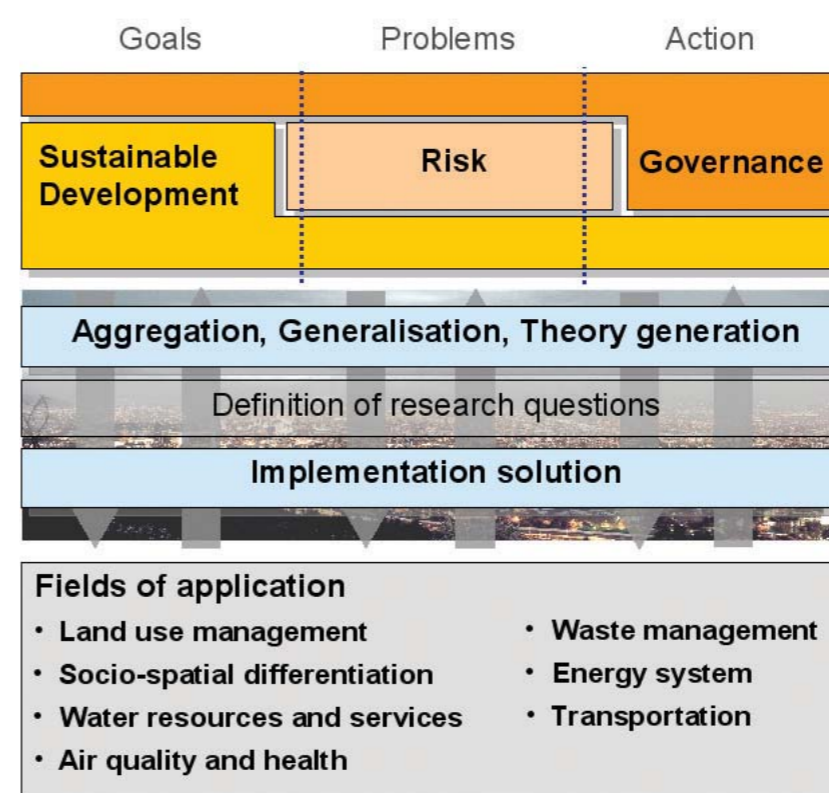 Goals Problems Action
Sustainable
Development
Risk
Governance
Aggregation, Generalisation, Theory generation
Definition of research questions
Implementation solution
Fields of application
· Land use management
· Socio-spatial differentiation
· Water resources and services
· Air quality and health
· Waste management
· Energy system
· Transportation